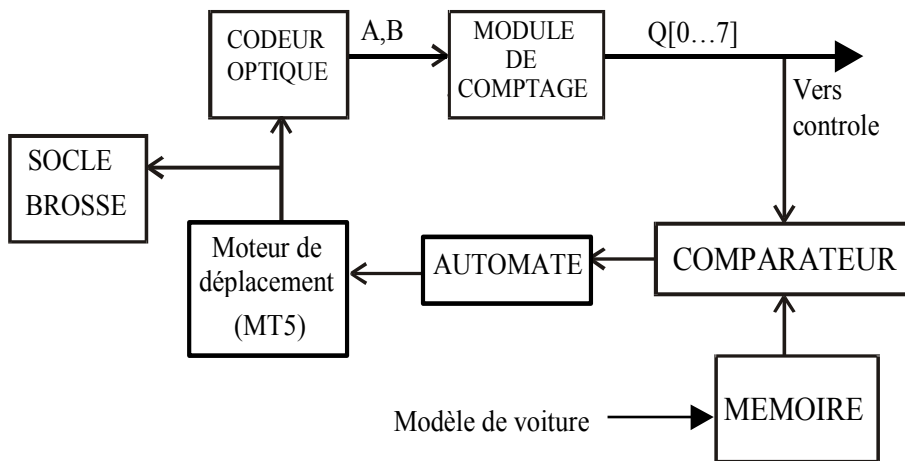 CODEUR
OPTIQUE
A,B
MODULE
DE
COMPTAGE
Q[0…7]
Vers
controle
SOCLE
BROSSE
Moteur de
déplacement
(MT5)
AUTOMATE
COMPARATEUR
Modèle de voiture
MEMOIRE